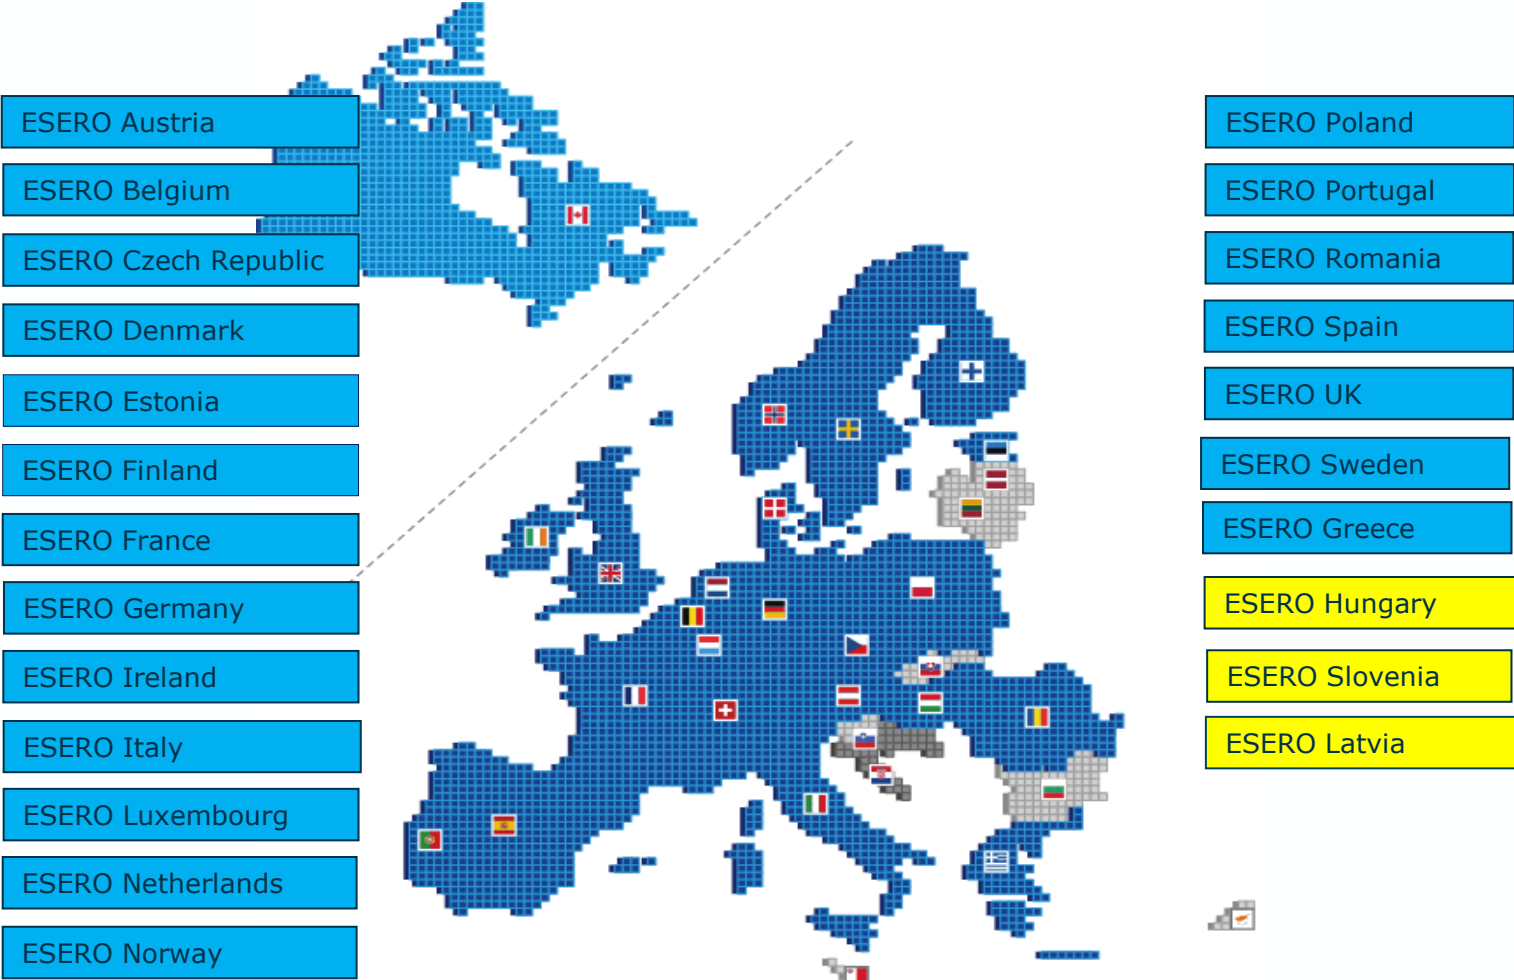 ESERO Austria
ESERO Belgium
ESERO Czech Republic
ESERO Denmark
ESERO Estonia
ESERO Finland
ESERO France
ESERO Germany
ESERO Ireland
ESERO Italy
ESERO Luxembourg
ESERO Netherlands
ESERO Norway
ESERO Poland
ESERO Portugal
ESERO Romania
ESERO Spain
ESERO UK
ESERO Sweden
ESERO Greece
ESERO Hungary
ESERO Slovenia
ESERO Latvia